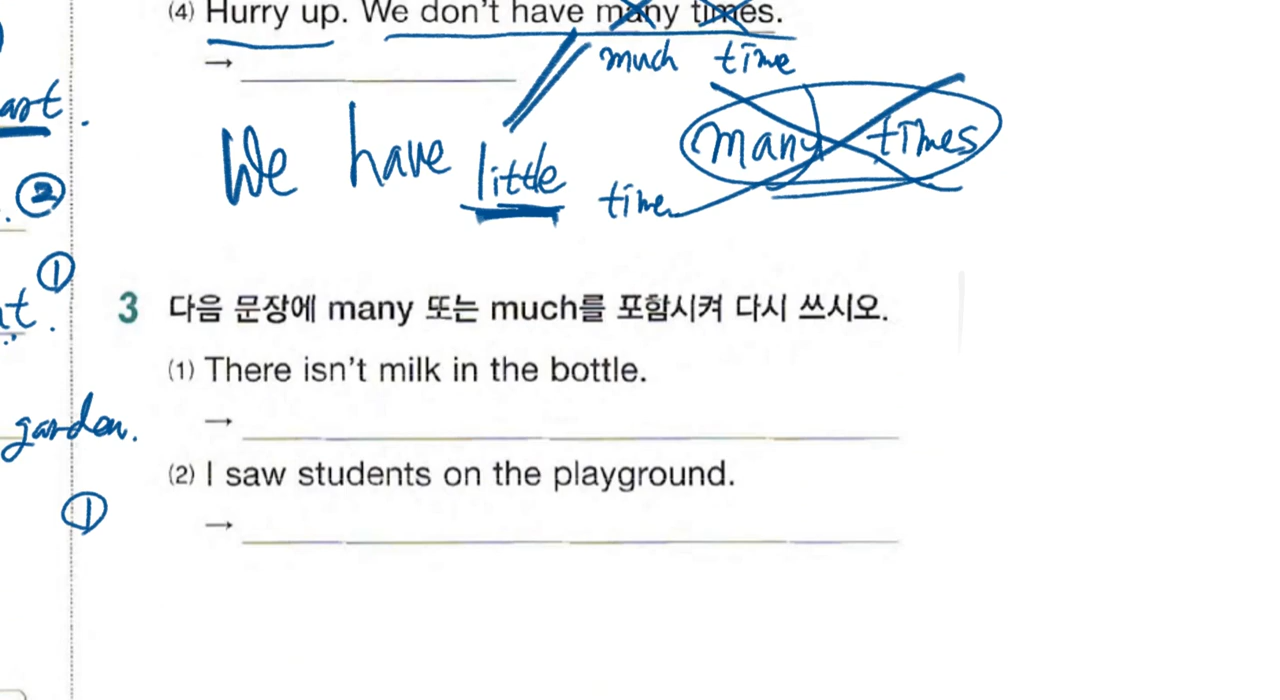 (4) Hurry up. We don't have many times.
→ much time
art.
We have little time many times
②
①
3 다음 문장에 many 또는 much를 포함시켜 다시 쓰시오.
t.
(1) There isn't milk in the bottle.
→
garden.
(2) I saw students on the playground.
①
→